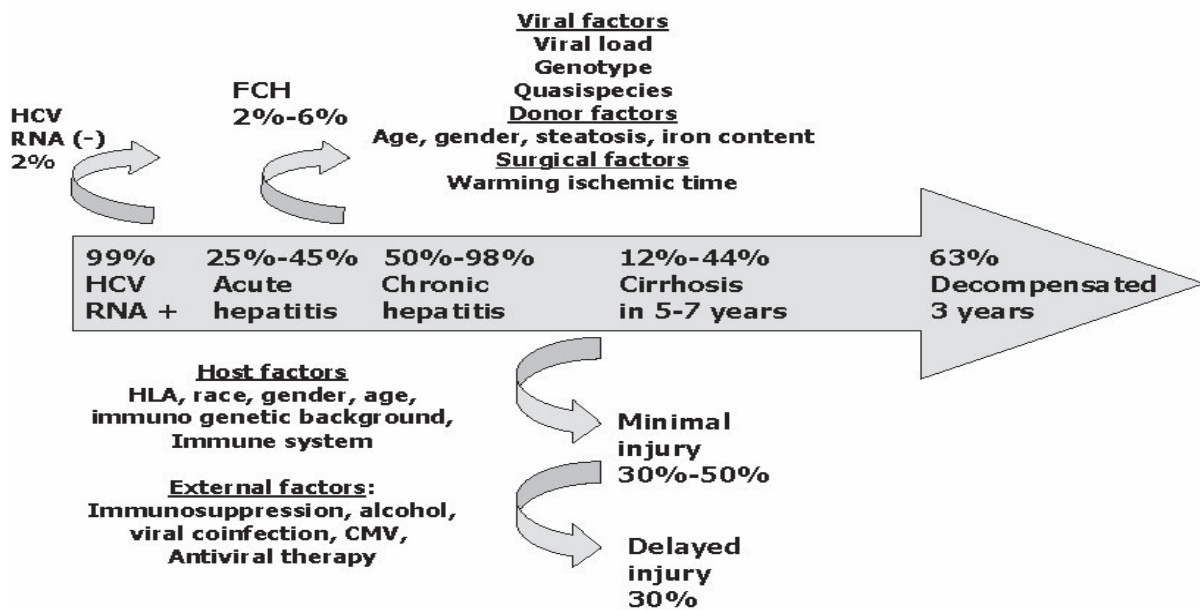 Viral factors
Viral load
Genotype
Quasispecies
Donor factors
Age, gender, steatosis, iron content
Surgical factors
Warming ischemic time
FCH
2%-6%
HCV
RNA (-)
2%
99%
HCV
RNA +
25%-45%
Acute
hepatitis
50%-98%
Chronic
hepatitis
12%-44%
Cirrhosis
in 5-7 years
63%
Decompensated
3 years
Host factors
HLA, race, gender, age,
immuno genetic background,
Immune system
External factors:
Immunosuppression, alcohol,
viral coinfection, CMV,
Antiviral therapy
Minimal
injury
30%-50%
Delayed
injury
30%